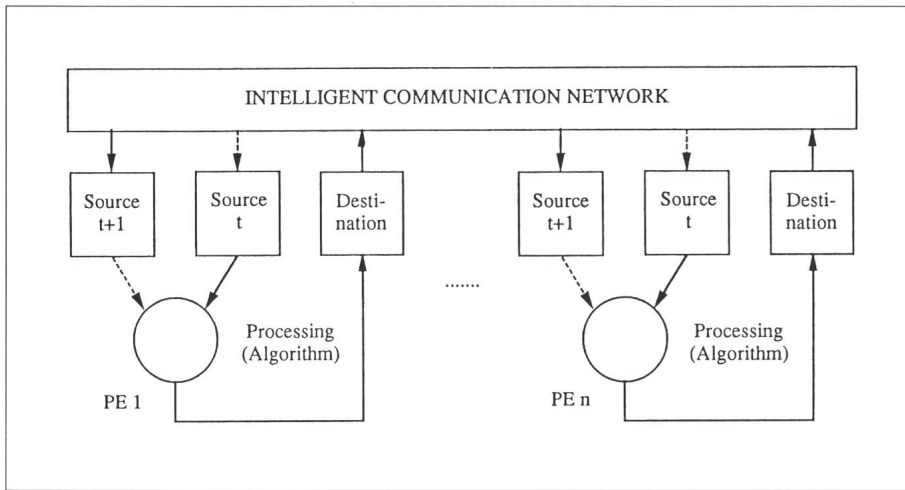 INTELLIGENT COMMUNICATION NETWORK
Source
t+1
Source
t
Desti-
nation
Source
t+1
Source
t
Desti-
nation
.......
Processing
(Algorithm)
Processing
(Algorithm)
PE 1
PE n